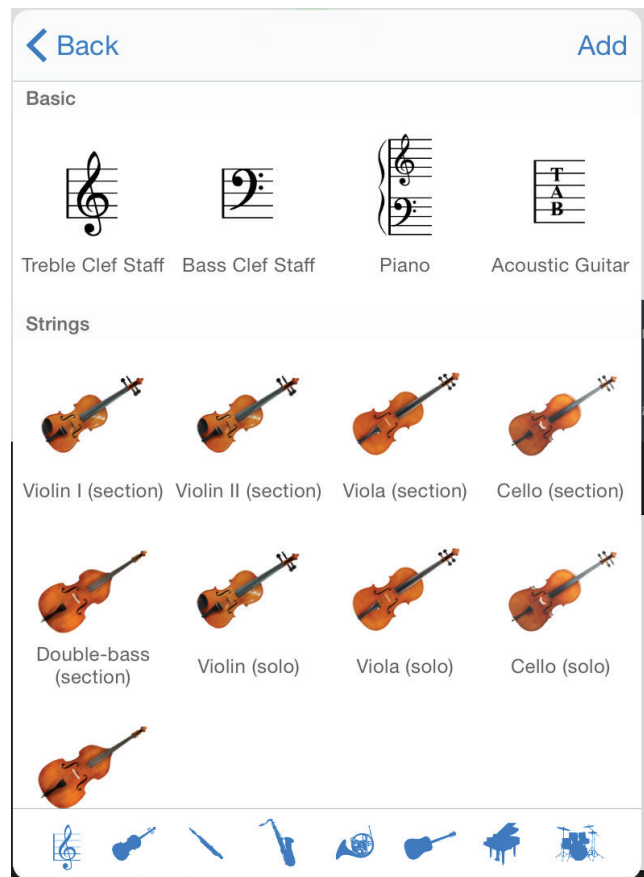 Back Add
Basic
T
A
B
Treble Clef Staff Bass Clef Staff Piano Acoustic Guitar
Strings
Violin I (section) Violin II (section) Viola (section) Cello (section)
Double-bass
(section) Violin (solo) Viola (solo) Cello (solo)